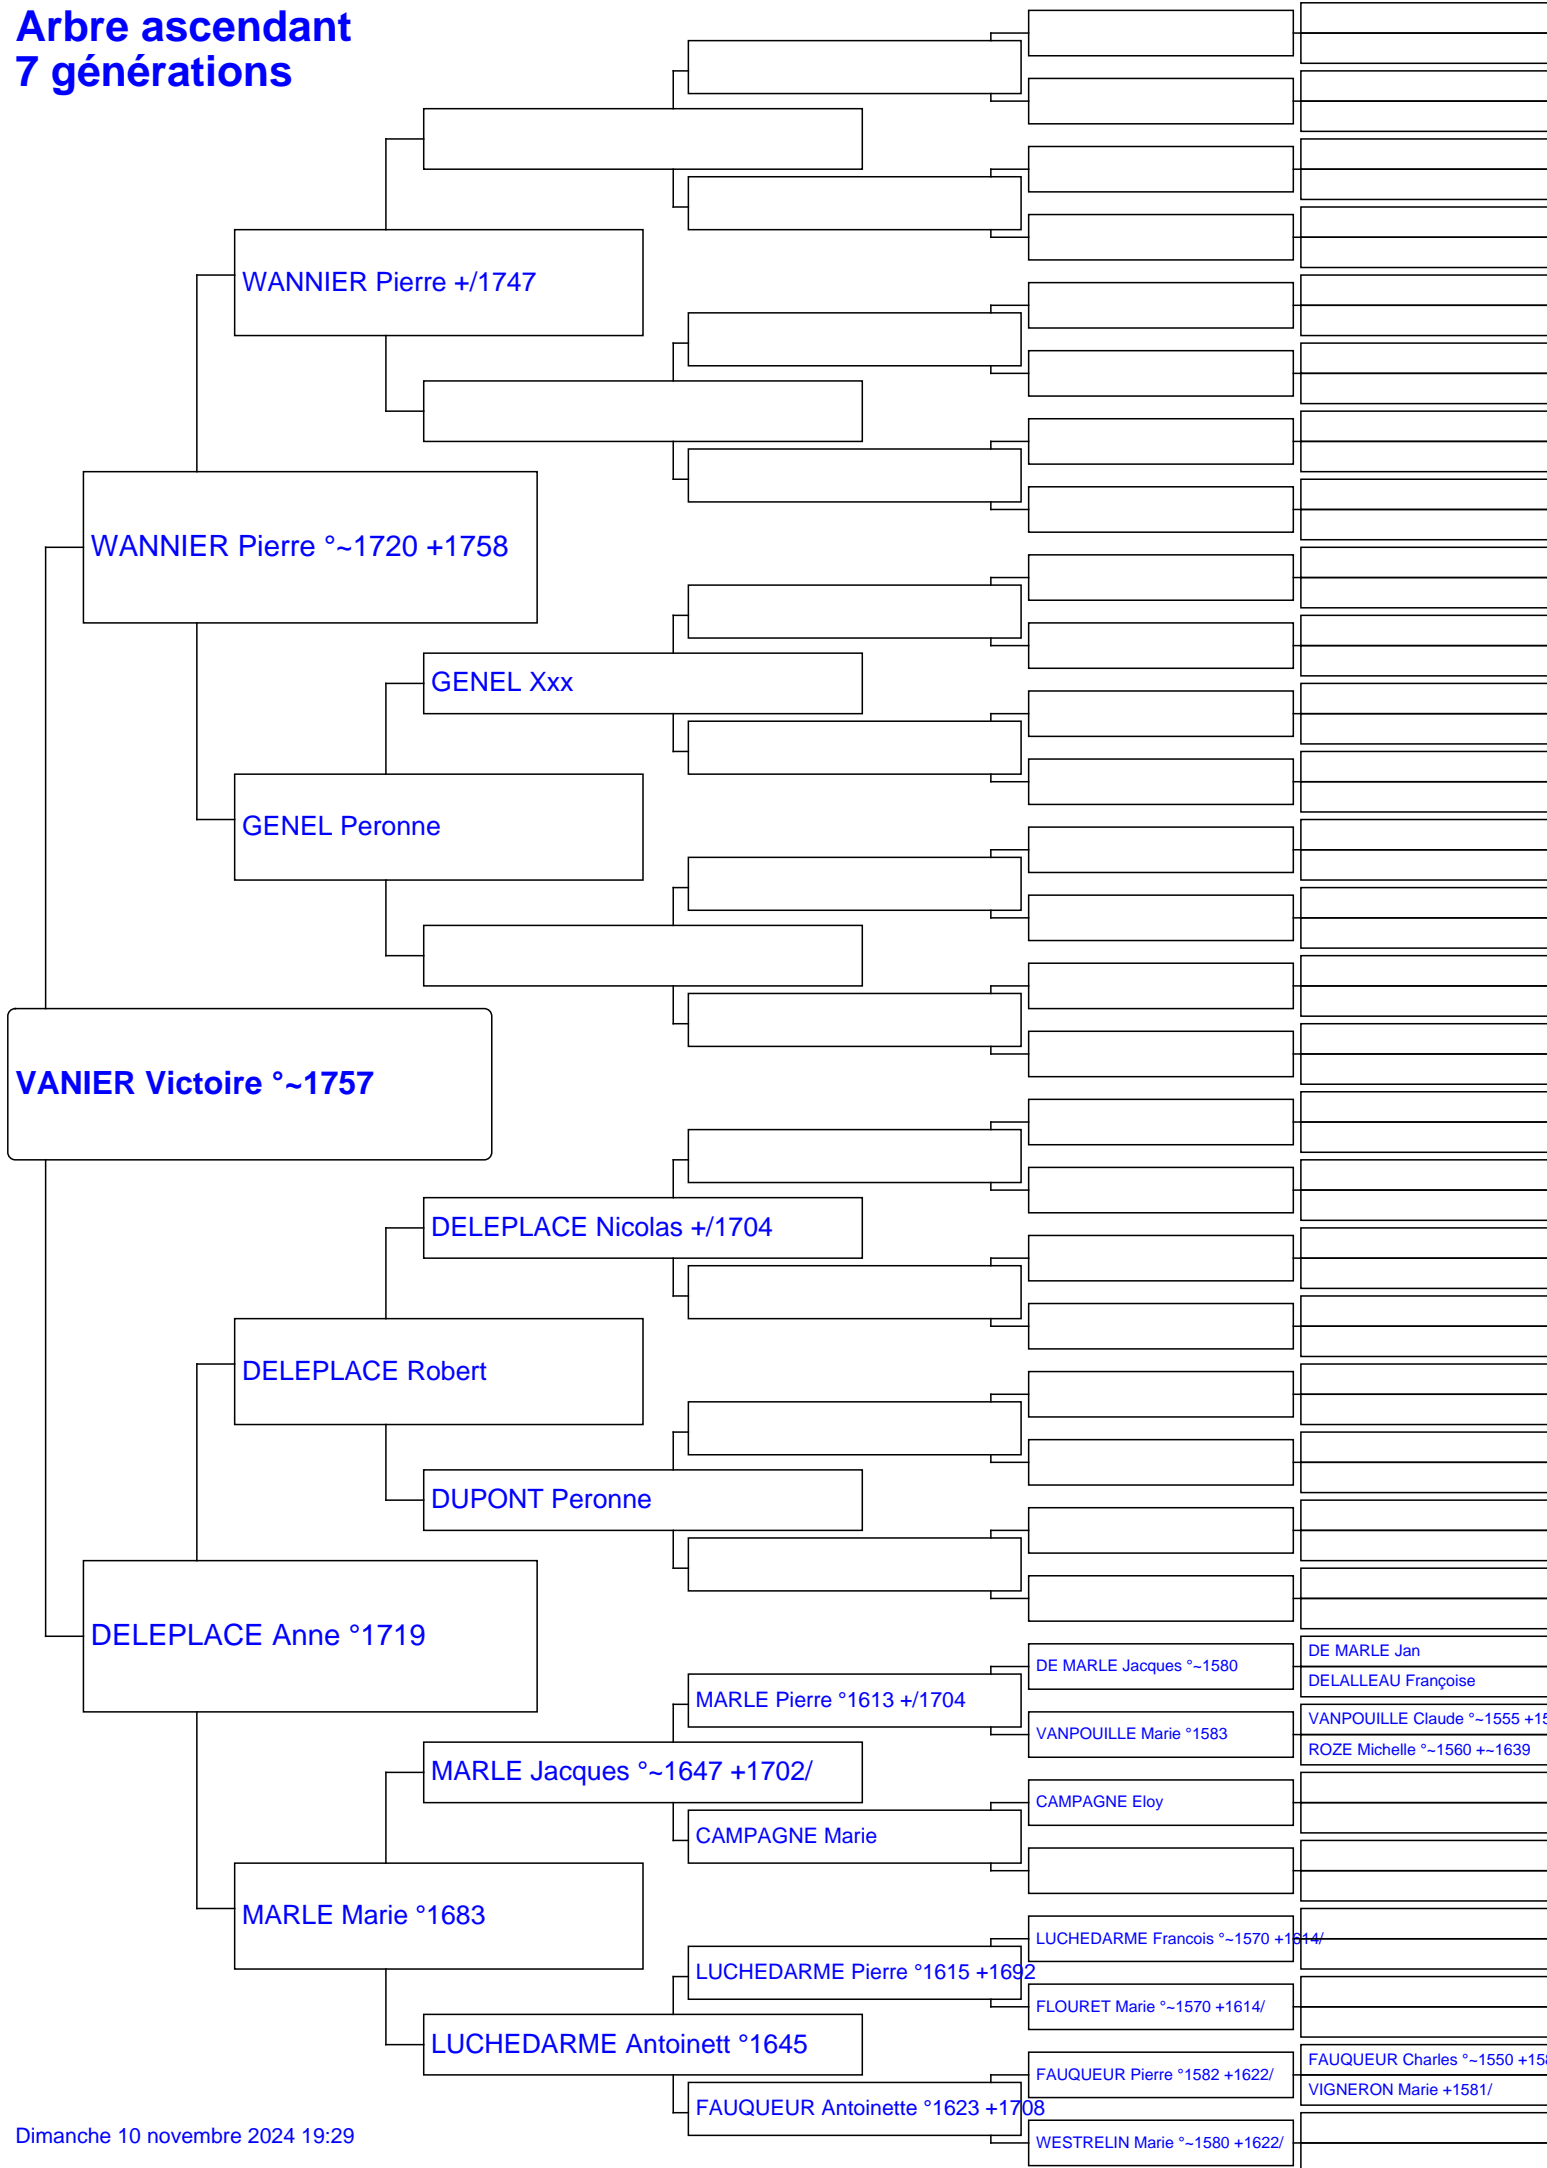 Arbre ascendant
7 générations
WANNIER Pierre +/1747
WANNIER Pierre °~1720 +1758
GENEL Xxx
GENEL Peronne
VANIER Victoire °~1757
DELEPLACE Nicolas +/1704
DELEPLACE Robert
DUPONT Peronne
DELEPLACE Anne °1719
DE MARLE Jan
DE MARLE Jacques °~1580
DELALLEAU Françoise
MARLE Pierre °1613 +/1704
VANPOUILLE Claude °~1555 +15
VANPOUILLE Marie °1583
ROZE Michelle °~1560 +~1639
MARLE Jacques °~1647 +1702/
CAMPAGNE Eloy
CAMPAGNE Marie
MARLE Marie °1683
LUCHEDARME Francois °~1570 +1614/
LUCHEDARME Pierre °1615 +1692
FLOURET Marie °~1570 +1614/
LUCHEDARME Antoinett °1645
FAUQUEUR Charles °~1550 +158
FAUQUEUR Pierre °1582 +1622/
VIGNERON Marie +1581/
FAUQUEUR Antoinette °1623 +1708
WESTRELIN Marie °~1580 +1622/
Dimanche 10 novembre 2024 19:29